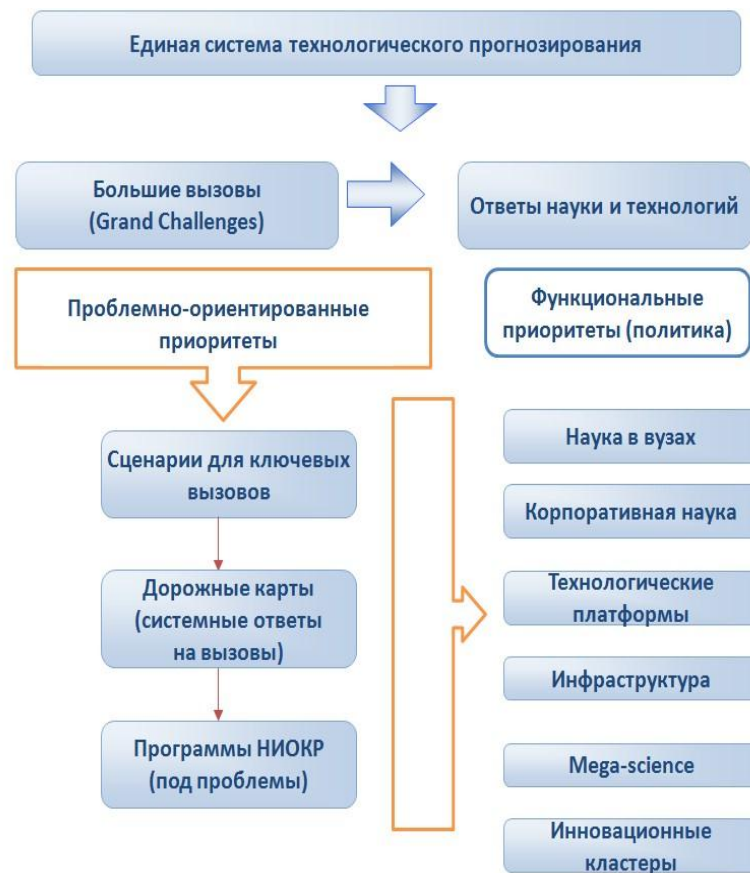 Единая система технологического прогнозирования
Большие вызовы
(Grand Challenges)
Ответы науки и технологий
Проблемно-ориентированные
приоритеты
Функциональные
приоритеты (политика)
Сценарии для ключевых
вызовов
Дорожные карты
(системные ответы
на вызовы)
Программы НИОКР
(под проблемы)
Наука в вузах
Корпоративная наука
Технологические
платформы
Инфраструктура
Mega-science
Инновационные
кластеры